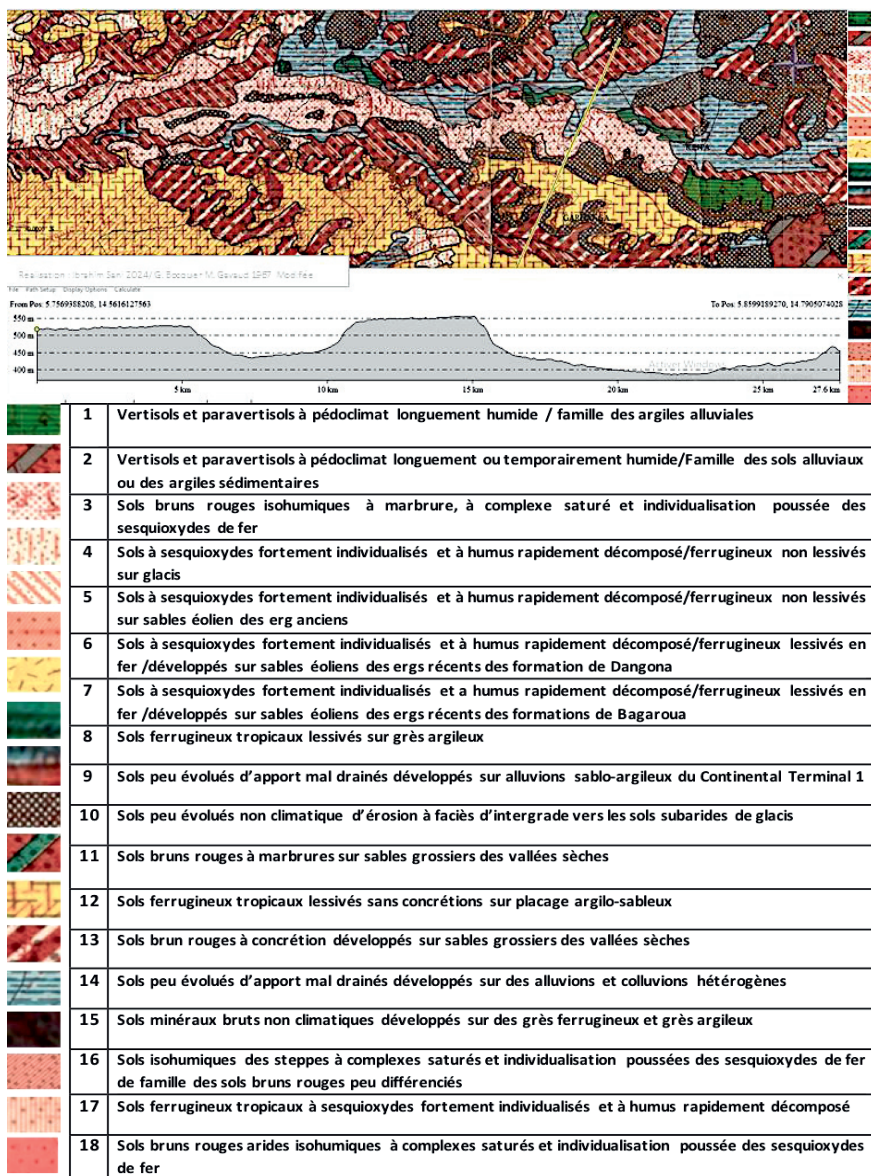 Realisation : Ibrahim Sani 2024/ G. Bocquer M. Gavaud 1967 Modifiée
File Path Setup Display Options Calculate
From Pos: 5.7569388208, 14.5616127563 To Pos: 5.8599189270, 14.7905074028
550 m
500 m
450 m
400 m
Activer Windows
5 km 10 km 15 km 20 km 25 km 27.6 km
1 Vertisols et paravertisols à pédoclimat longuement humide / famille des argiles alluviales
2 Vertisols et paravertisols à pédoclimat longuement ou temporairement humide/Famille des sols alluviaux
ou des argiles sédimentaires
3 Sols bruns rouges isohumiques à marbrure, à complexe saturé et individualisation poussée des
sesquioxydes de fer
4 Sols à sesquioxydes fortement individualisés et à humus rapidement décomposé/ferrugineux non lessivés
sur glacis
5 Sols à sesquioxydes fortement individualisés et à humus rapidement décomposé/ferrugineux non lessivés
sur sables éolien des erg anciens
6 Sols à sesquioxydes fortement individualisés et à humus rapidement décomposé/ferrugineux lessivés en
fer /développés sur sables éoliens des ergs récents des formation de Dangona
7 Sols à sesquioxydes fortement individualisés et a humus rapidement décomposé/ferrugineux lessivés en
fer /développés sur sables éoliens des ergs récents des formations de Bagaroua
8 Sols ferrugineux tropicaux lessivés sur grès argileux
9 Sols peu évolués d'apport mal drainés développés sur alluvions sablo-argileux du Continental Terminal 1
10 Sols peu évolués non climatique d'érosion à faciès d'intergrade vers les sols subarides de glacis
11 Sols bruns rouges à marbrures sur sables grossiers des vallées sèches
12 Sols ferrugineux tropicaux lessivés sans concrétions sur placage argilo-sableux
13 Sols brun rouges à concrétion développés sur sables grossiers des vallées sèches
14 Sols peu évolués d'apport mal drainés développés sur des alluvions et colluvions hétérogènes
15 Sols minéraux bruts non climatiques développés sur des grès ferrugineux et grès argileux
16 Sols isohumiques des steppes à complexes saturés et individualisation poussées des sesquioxydes de fer
de famille des sols bruns rouges peu différenciés
17 Sols ferrugineux tropicaux à sesquioxydes fortement individualisés et à humus rapidement décomposé
18 Sols bruns rouges arides isohumiques à complexes saturés et individualisation poussée des sesquioxydes
de fer